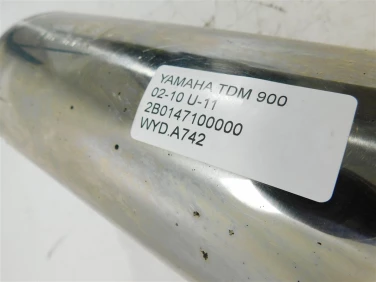 YAMAHA TDM 900
02-10 U-11
2B0147100000
WYD.A742